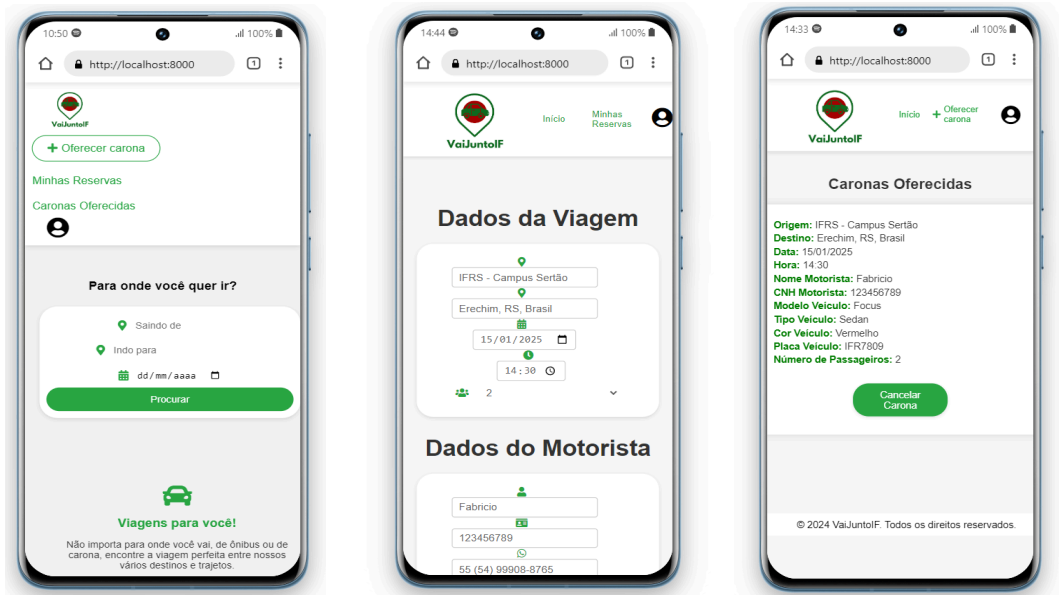 10:50
100%
http://localhost:8000
1
VaiJuntoIF
+ Oferecer carona
Minhas Reservas
Caronas Oferecidas
Para onde você quer ir?
Saindo de
Indo para
dd/mm/aaaa
Procurar
Viagens para você!
Não importa para onde você vai, de ônibus ou de
carona, encontre a viagem perfeita entre nossos
vários destinos e trajetos.
14:44
100%
http://localhost:8000
1
VaiJuntoIF
Início
Minhas
Reservas
Dados da Viagem
IFRS - Campus Sertão
Erechim, RS, Brasil
15/01/2025
14:30
2
Dados do Motorista
Fabricio
123456789
55 (54) 99908-8765
14:33
100%
http://localhost:8000
1
VaiJuntoIF
Início
+ Oferecer
carona
Caronas Oferecidas
Origem: IFRS - Campus Sertão
Destino: Erechim, RS, Brasil
Data: 15/01/2025
Hora: 14:30
Nome Motorista: Fabricio
CNH Motorista: 123456789
Modelo Veiculo: Focus
Tipo Veiculo: Sedan
Cor Veiculo: Vermelho
Placa Veiculo: IFR7809
Número de Passageiros: 2
Cancelar
Carona
© 2024 VaiJuntoIF. Todos os direitos reservados.